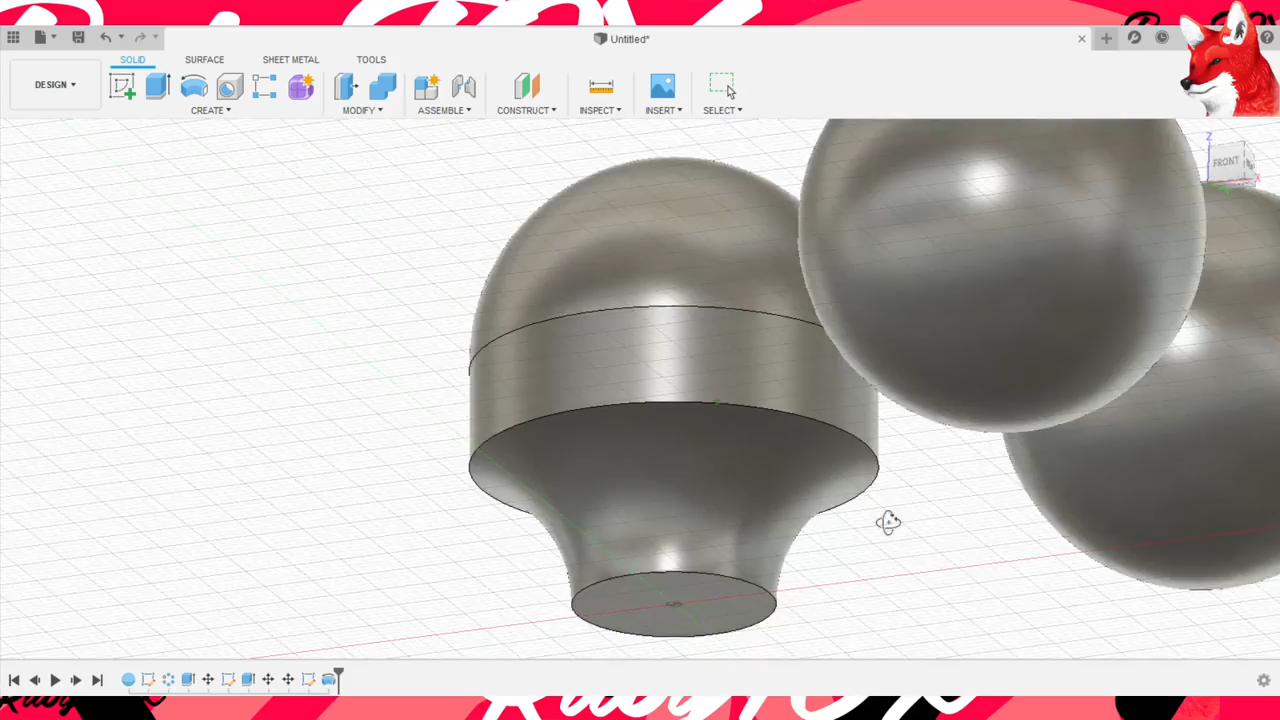 Untitled*
SOLID SURFACE SHEET METAL TOOLS
DESIGN
CREATE MODIFY ASSEMBLE CONSTRUCT INSPECT INSERT SELECT
Z
FRONT
X